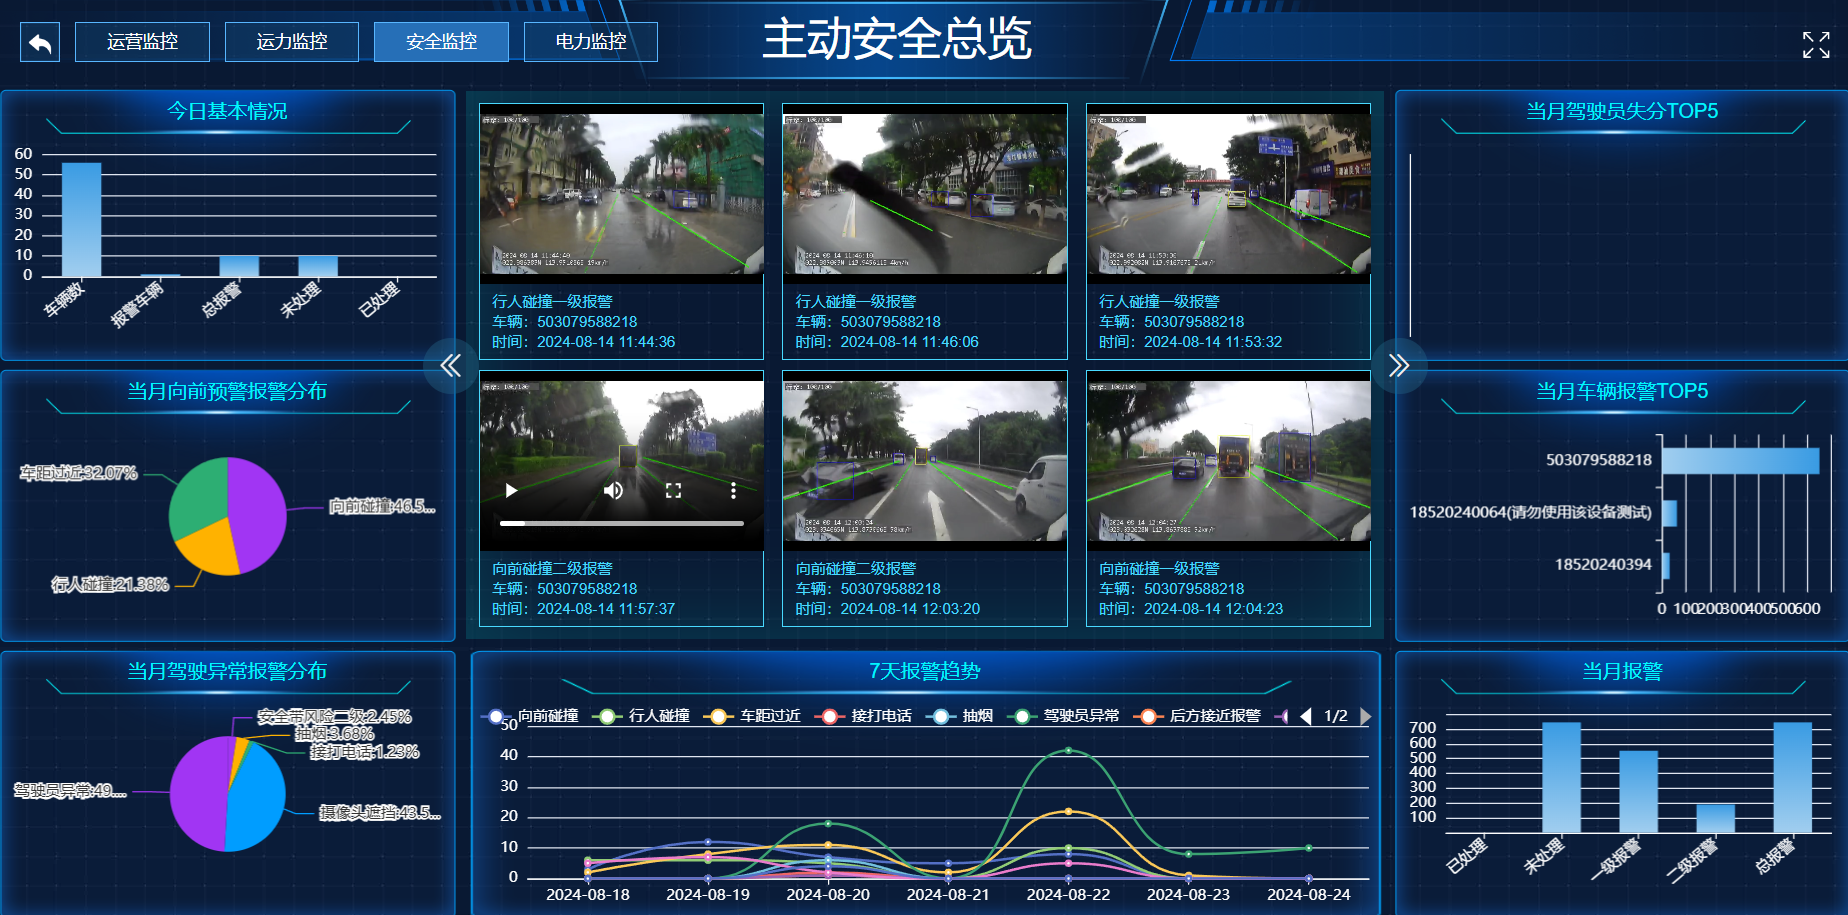 运营监控
运力监控
安全监控
电力监控
主动安全总览
今日基本情况
60
50
40
30
20
10
0
车辆数
报警车辆
总报警
未处理
已处理
当月向前预警报警分布
车距过近:32.07%
向前碰撞:46.5...
行人碰撞:21.38%
当月驾驶异常报警分布
安全带风险二级:2.45%
抽烟:3.68%
接打电话:1.23%
驾驶员异常:49....
摄像头遮挡:43.5...
行人碰撞一级报警
车辆：503079588218
时间：2024-08-14 11:44:36
行人碰撞一级报警
车辆：503079588218
时间：2024-08-14 11:46:06
行人碰撞一级报警
车辆：503079588218
时间：2024-08-14 11:53:32
向前碰撞二级报警
车辆：503079588218
时间：2024-08-14 11:57:37
向前碰撞二级报警
车辆：503079588218
时间：2024-08-14 12:03:20
向前碰撞一级报警
车辆：503079588218
时间：2024-08-14 12:04:23
7天报警趋势
向前碰撞 行人碰撞 车距过近 接打电话 抽烟 驾驶员异常 后方接近报警 1/2
50
40
30
20
10
0
2024-08-18 2024-08-19 2024-08-20 2024-08-21 2024-08-22 2024-08-23 2024-08-24
当月驾驶员失分TOP5
当月车辆报警TOP5
503079588218
18520240064(请勿使用该设备测试)
18520240394
0 100 200 300 400 500 600
当月报警
700
600
500
400
300
200
100
已处理
未处理
一级报警
二级报警
总报警